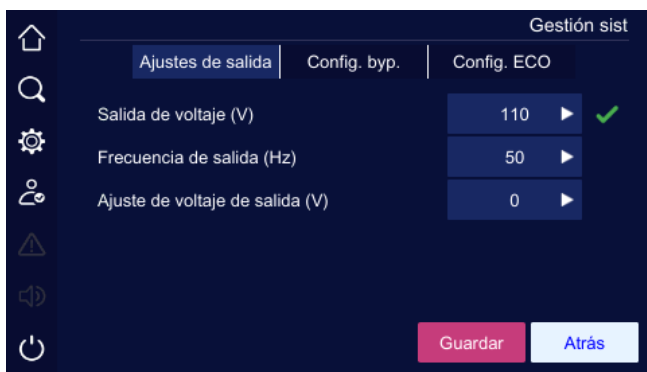 Gestión sist
Ajustes de salida Config. byp. Config. ECO
Salida de voltaje (V) 110
Frecuencia de salida (Hz) 50
Ajuste de voltaje de salida (V) 0
Guardar Atrás